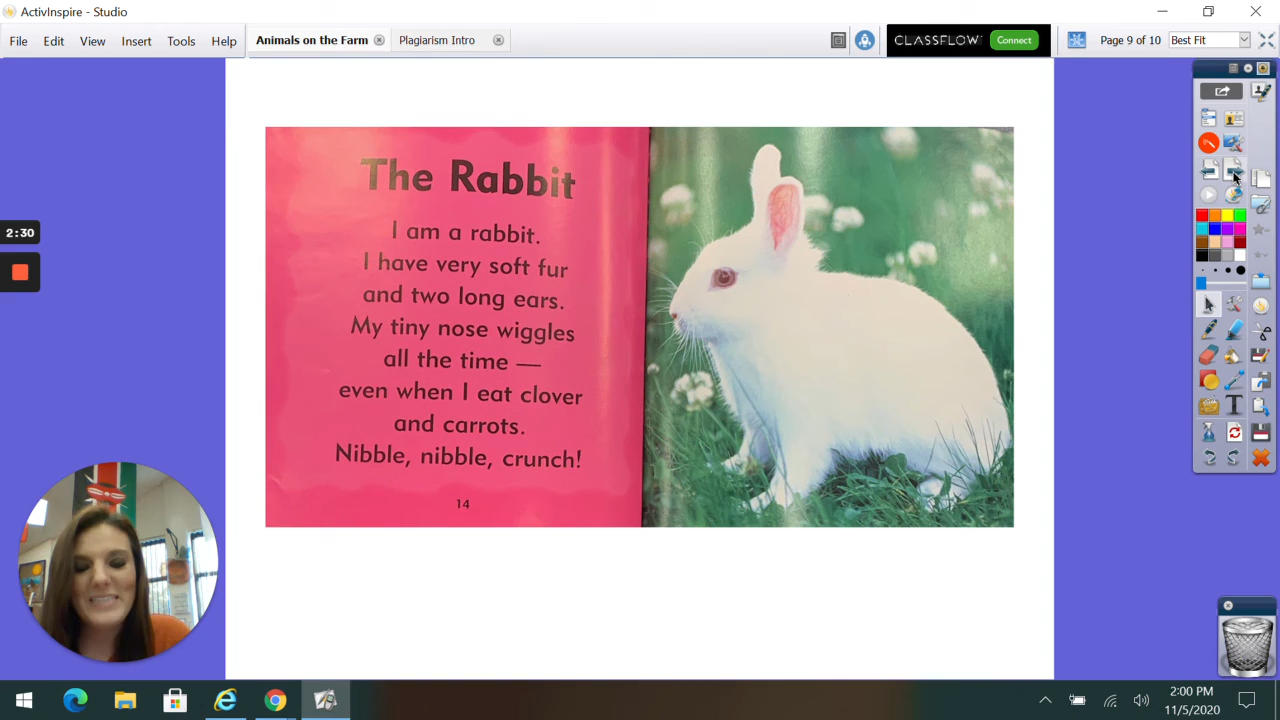 ActivInspire - Studio
File Edit View Insert Tools Help
Animals on the Farm
Plagiarism Intro
CLASSFLOW
Connect
Page 9 of 10
Best Fit
2:30
The Rabbit
I am a rabbit.
I have very soft fur
and two long ears.
My tiny nose wiggles
all the time —
even when I eat clover
and carrots.
Nibble, nibble, crunch!
14
T
2:00 PM
11/5/2020